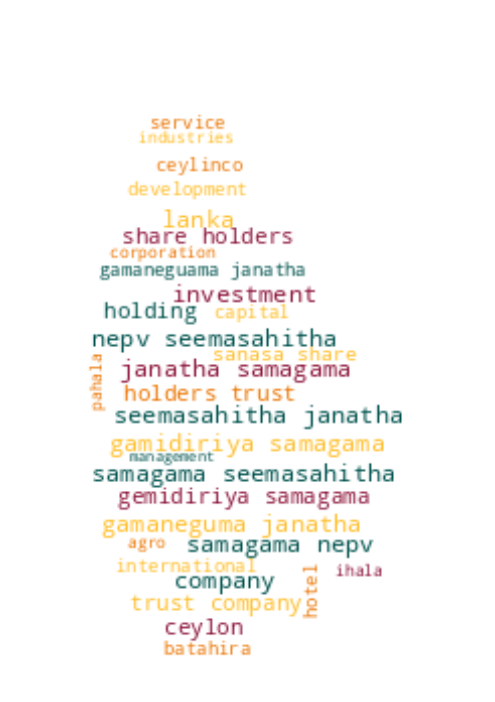 service
industries
ceylinco
development
lanka
share holders
corporation
gamaneguama janatha
investment
holding capital
nepv seemasahitha
sanasa share
pahala
janatha samagama
holders trust
seemasahitha janatha
gamidiriya samagama
management
samagama seemasahitha
gemidiriya samagama
gamaneguma janatha
agro samagama nepv
international
ihala
company
hotel
trust company
ceylon
batahira